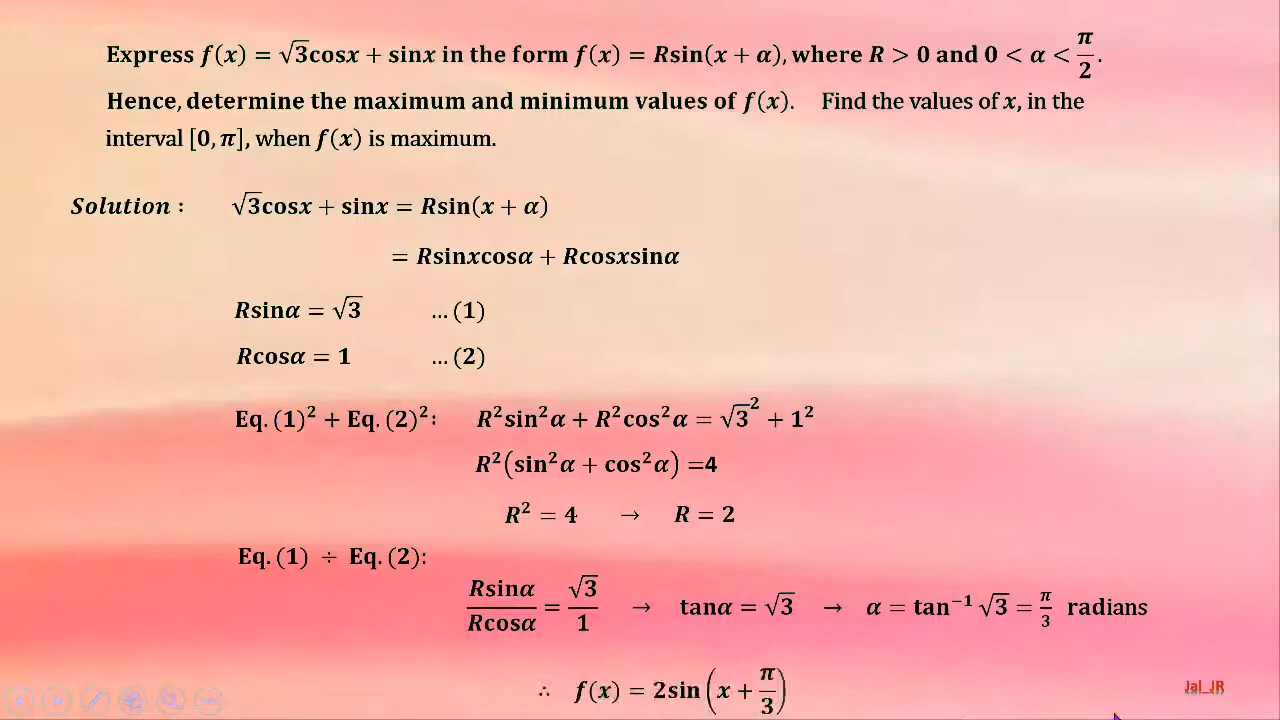 Express f(x) = √3cosx + sinx in the form f(x) = Rsin(x + α), where R > 0 and 0 < α < π/2.
Hence, determine the maximum and minimum values of f(x). Find the values of x, in the
interval [0, π], when f(x) is maximum.
Solution : √3cosx + sinx = Rsin(x + α)
= Rsinxcosα + Rcosxsinα
Rsinα = √3 ... (1)
Rcosα = 1 ... (2)
Eq. (1)² + Eq. (2)²: R²sin²α + R²cos²α = √3² + 1²
R²(sin²α + cos²α) =4
R² = 4 → R = 2
Eq. (1) ÷ Eq. (2):
Rsinα/Rcosα = √3/1 → tanα = √3 → α = tan⁻¹ √3 = π/3 radians
∴ f(x) = 2sin(x + π/3)
Jal_JR